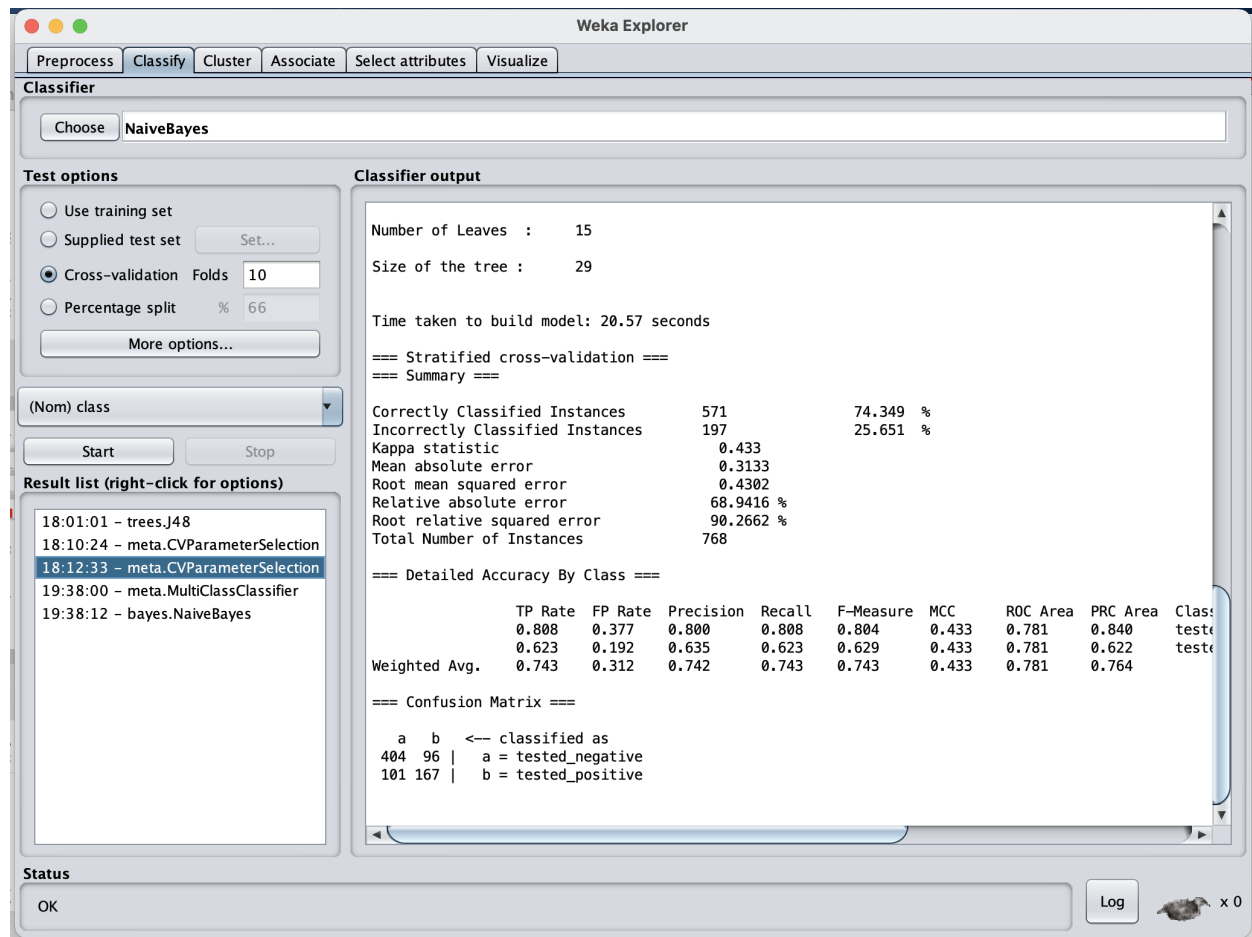 Weka Explorer
Preprocess Classify Cluster Associate Select attributes Visualize
Classifier
Choose NaiveBayes
Test options
Use training set
Supplied test set Set...
Cross-validation Folds 10
Percentage split % 66
More options...
(Nom) class
Start Stop
Result list (right-click for options)
18:01:01 – trees.J48
18:10:24 – meta.CVParameterSelection
18:12:33 – meta.CVParameterSelection
19:38:00 – meta.MultiClassClassifier
19:38:12 – bayes.NaiveBayes
Classifier output
Number of Leaves : 15
Size of the tree : 29
Time taken to build model: 20.57 seconds
=== Stratified cross-validation ===
=== Summary ===
Correctly Classified Instances 571 74.349 %
Incorrectly Classified Instances 197 25.651 %
Kappa statistic 0.433
Mean absolute error 0.3133
Root mean squared error 0.4302
Relative absolute error 68.9416 %
Root relative squared error 90.2662 %
Total Number of Instances 768
=== Detailed Accuracy By Class ===
TP Rate FP Rate Precision Recall F-Measure MCC ROC Area PRC Area Clas
0.808 0.377 0.800 0.808 0.804 0.433 0.781 0.840 teste
0.623 0.192 0.635 0.623 0.629 0.433 0.781 0.622 teste
Weighted Avg. 0.743 0.312 0.742 0.743 0.743 0.433 0.781 0.764
=== Confusion Matrix ===
a b <-- classified as
404 96 | a = tested_negative
101 167 | b = tested_positive
Status
OK
Log x 0